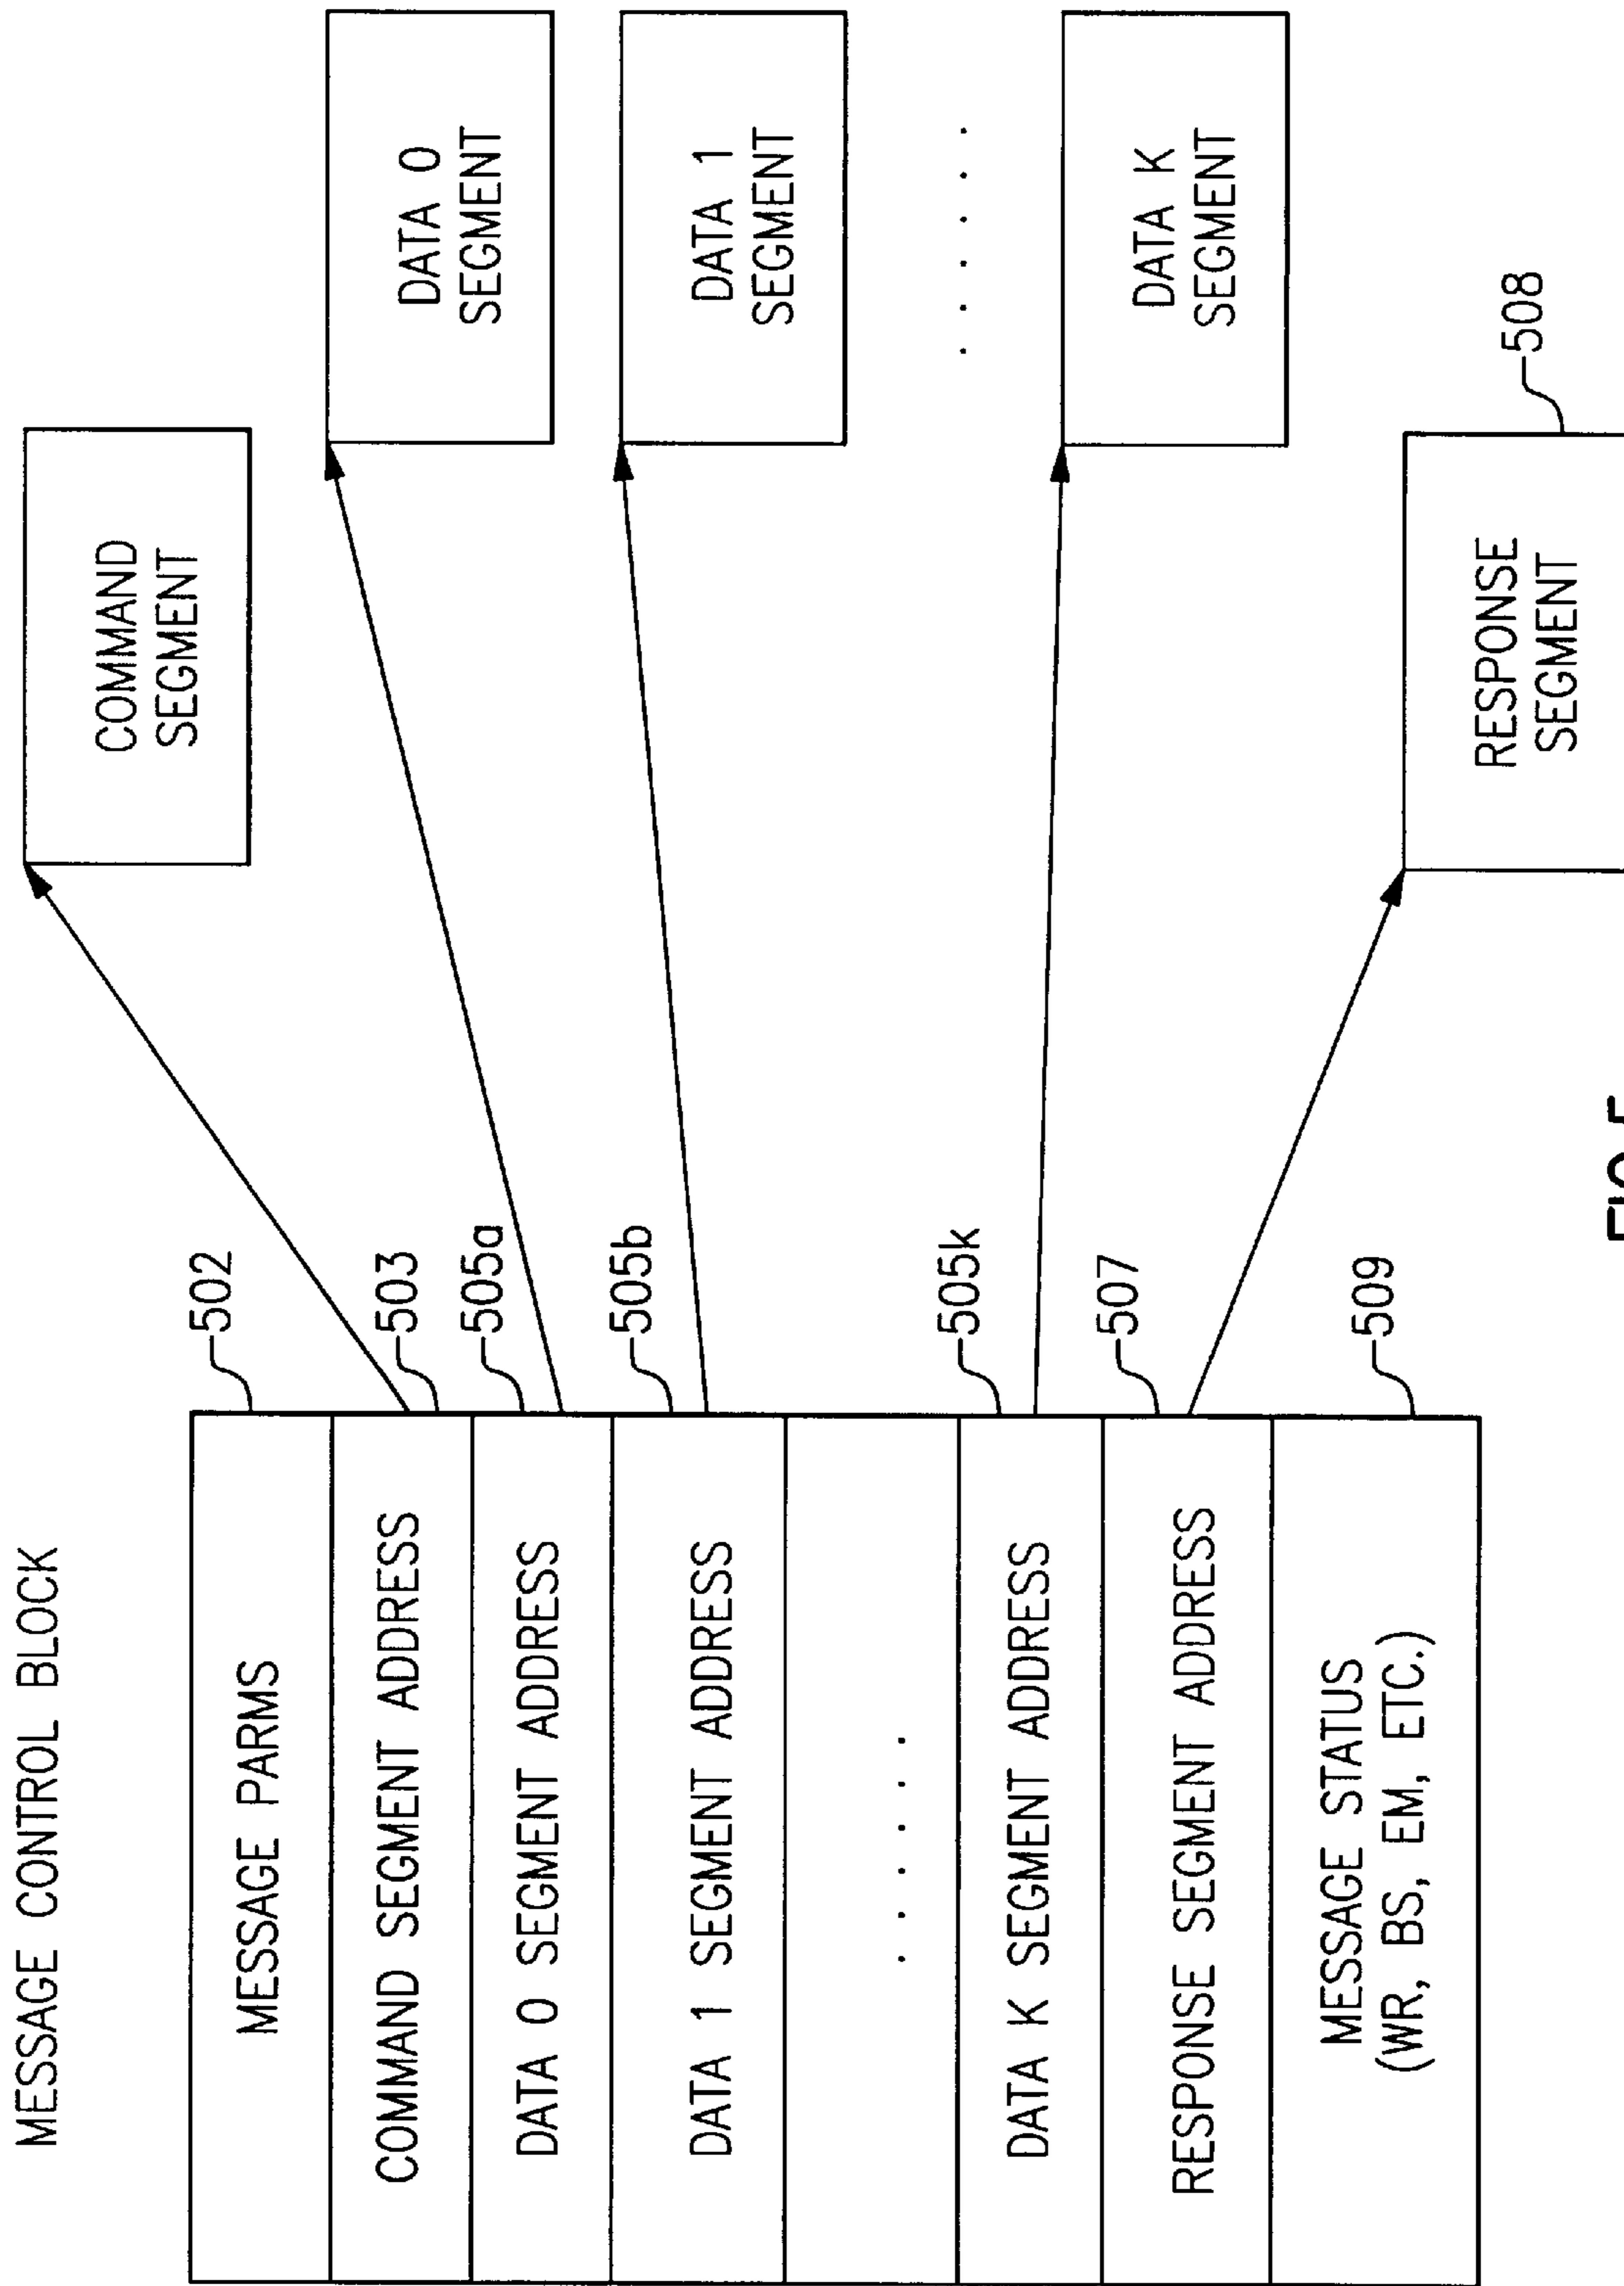 MESSAGE CONTROL BLOCK
MESSAGE PARMS
502
COMMAND SEGMENT ADDRESS
503
DATA 0 SEGMENT ADDRESS
505a
DATA 1 SEGMENT ADDRESS
505b
. . . . . .
DATA K SEGMENT ADDRESS
505k
RESPONSE SEGMENT ADDRESS
507
MESSAGE STATUS
(WR, BS, EM, ETC.)
509
COMMAND
SEGMENT
DATA 0
SEGMENT
DATA 1
SEGMENT
. . . . . .
DATA K
SEGMENT
RESPONSE
SEGMENT
508
FIG.5